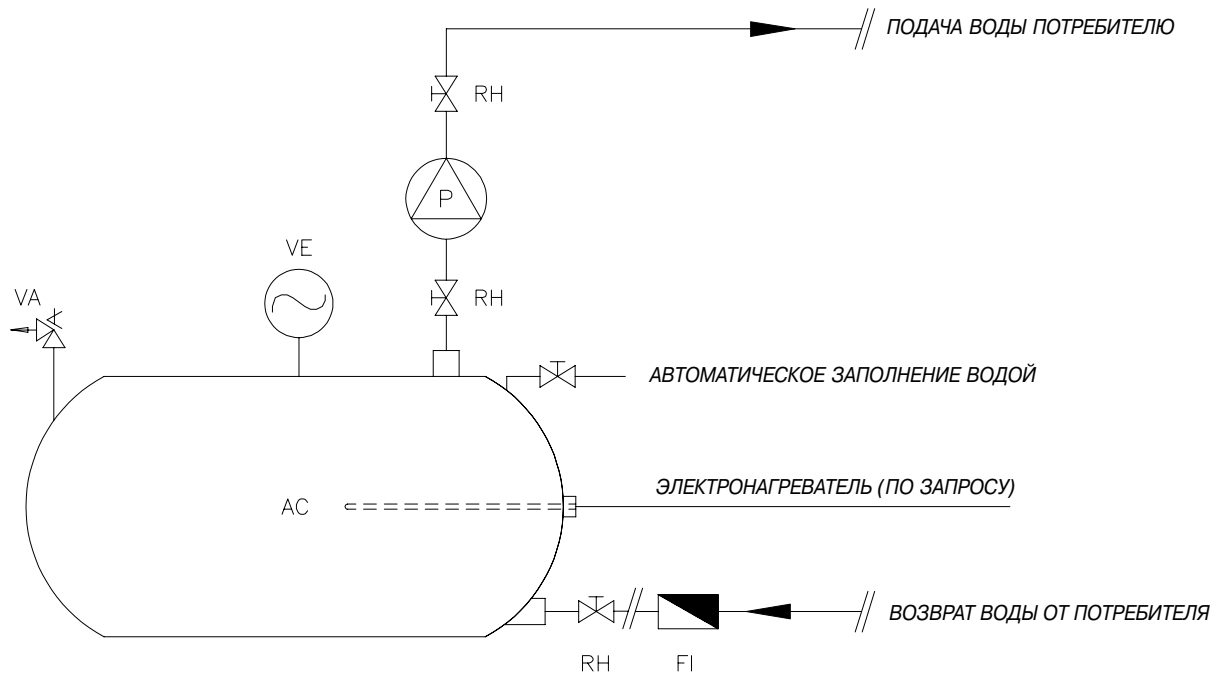 ПОДАЧА ВОДЫ ПОТРЕБИТЕЛЮ
RH
P
VE
RH
VA
АВТОМАТИЧЕСКОЕ ЗАПОЛНЕНИЕ ВОДОЙ
ЭЛЕКТРОНАГРЕВАТЕЛЬ (ПО ЗАПРОСУ)
AC
ВОЗВРАТ ВОДЫ ОТ ПОТРЕБИТЕЛЯ
RH
FI